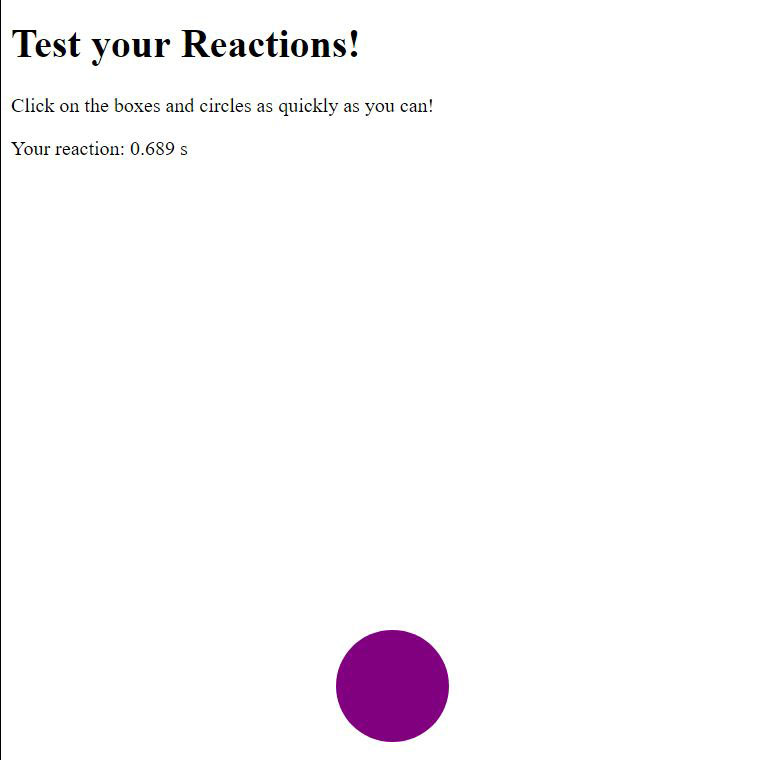 Test your Reactions!
Click on the boxes and circles as quickly as you can!
Your reaction: 0.689 s